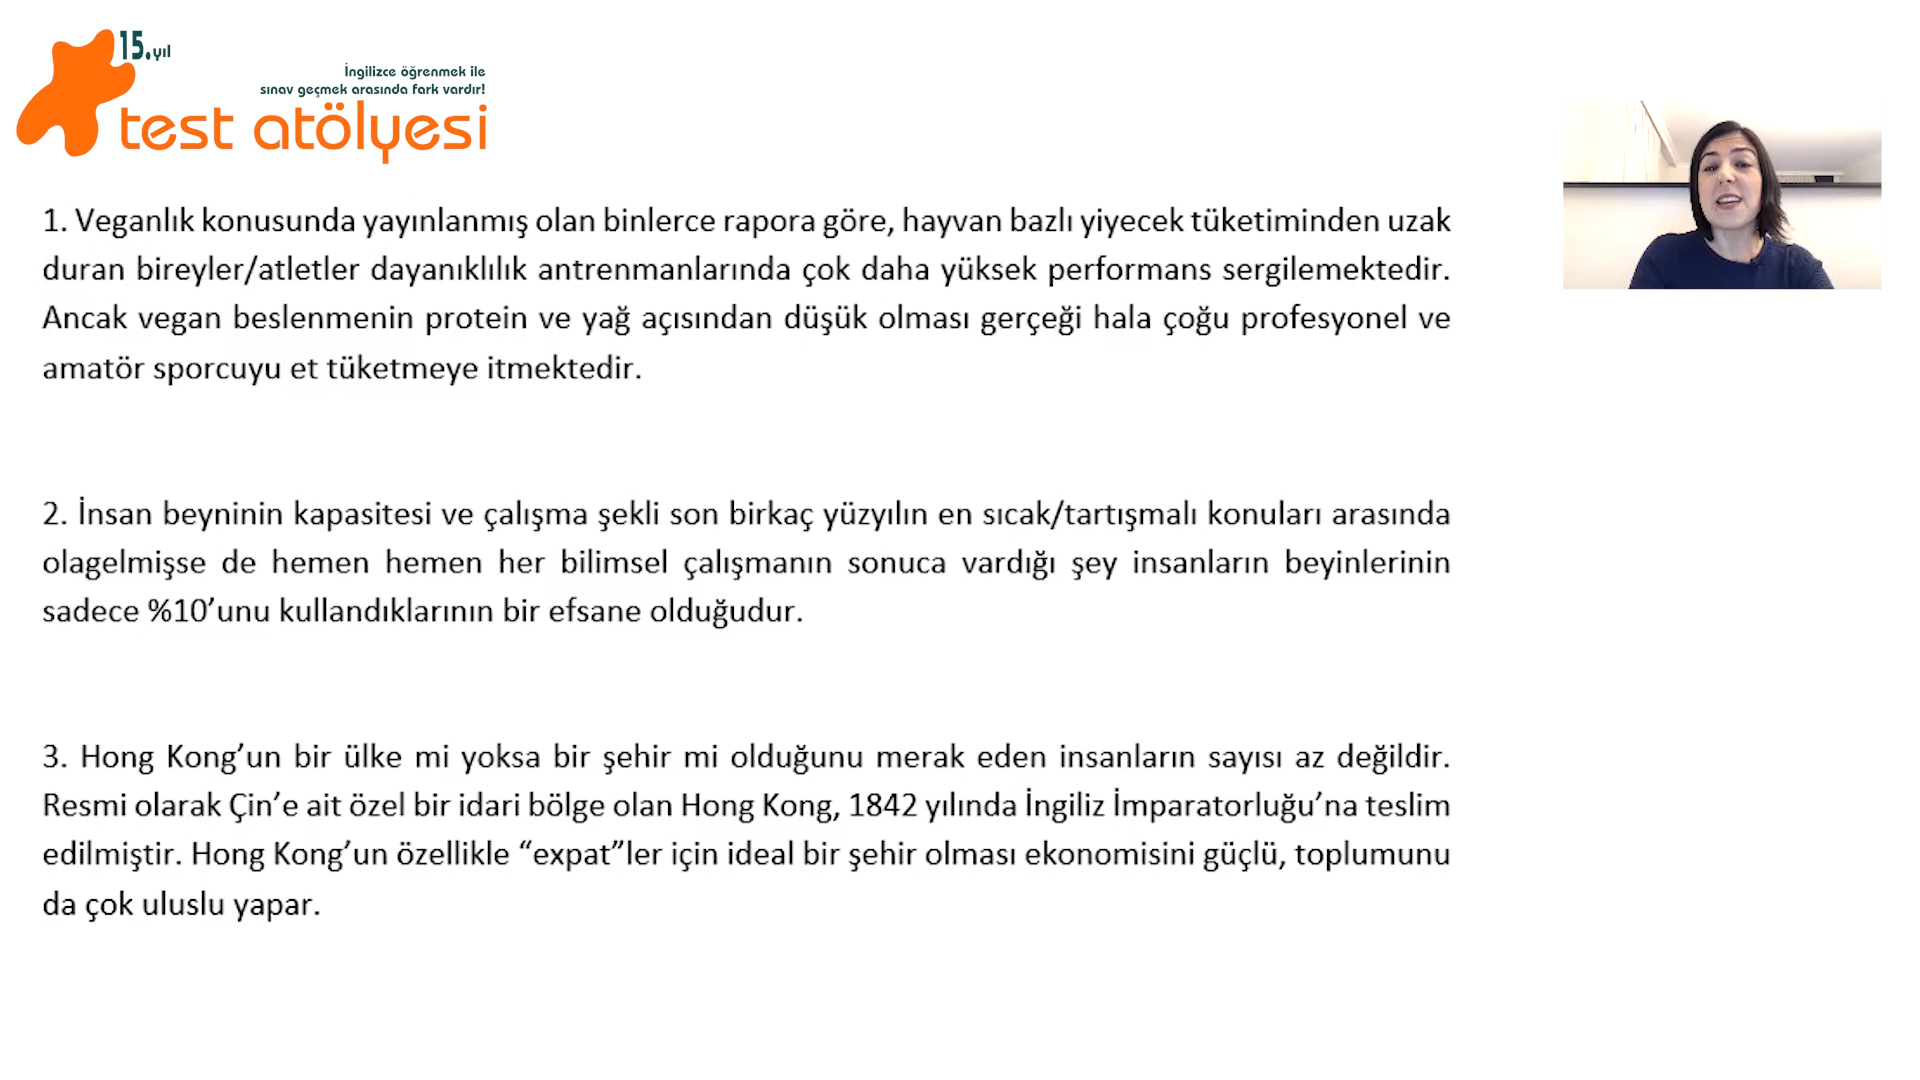 15.yıl
İngilizce öğrenmek ile
sınav geçmek arasında fark vardır!
test atölyesi
1. Veganlık konusunda yayınlanmış olan binlerce rapora göre, hayvan bazlı yiyecek tüketiminden uzak
duran bireyler/atletler dayanıklılık antrenmanlarında çok daha yüksek performans sergilemektedir.
Ancak vegan beslenmenin protein ve yağ açısından düşük olması gerçeği hala çoğu profesyonel ve
amatör sporcuyu et tüketmeye itmektedir.
2. İnsan beyninin kapasitesi ve çalışma şekli son birkaç yüzyılın en sıcak/tartışmalı konuları arasında
olagelmişse de hemen hemen her bilimsel çalışmanın sonuca vardığı şey insanların beyinlerinin
sadece %10’unu kullandıklarının bir efsane olduğudur.
3. Hong Kong’un bir ülke mi yoksa bir şehir mi olduğunu merak eden insanların sayısı az değildir.
Resmi olarak Çin’e ait özel bir idari bölge olan Hong Kong, 1842 yılında İngiliz İmparatorluğu’na teslim
edilmiştir. Hong Kong’un özellikle “expat”ler için ideal bir şehir olması ekonomisini güçlü, toplumunu
da çok uluslu yapar.